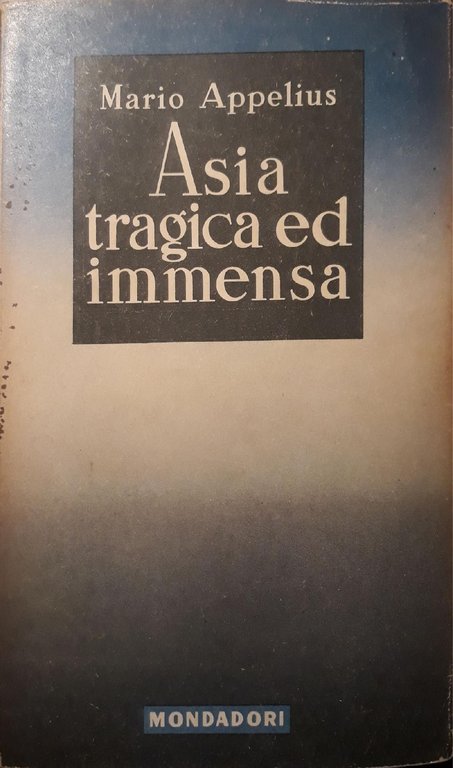 Mario Appelius
Asia
tragica ed
immensa
MONDADORI